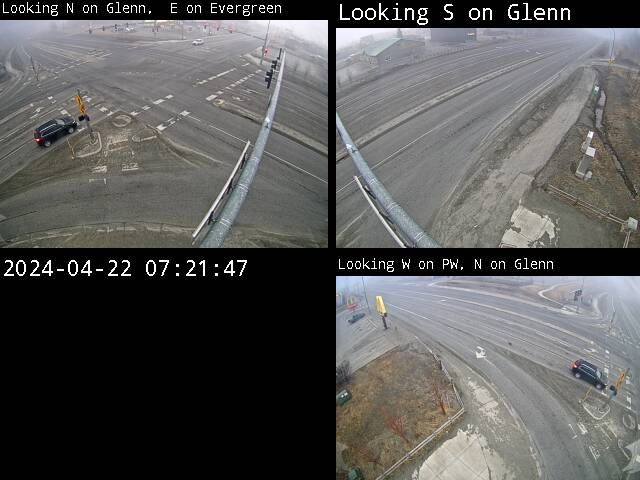 Looking N on Glenn,  E on Evergreen
Looking S on Glenn
2024-04-22 07:21:47
Looking W on PW, N on Glenn